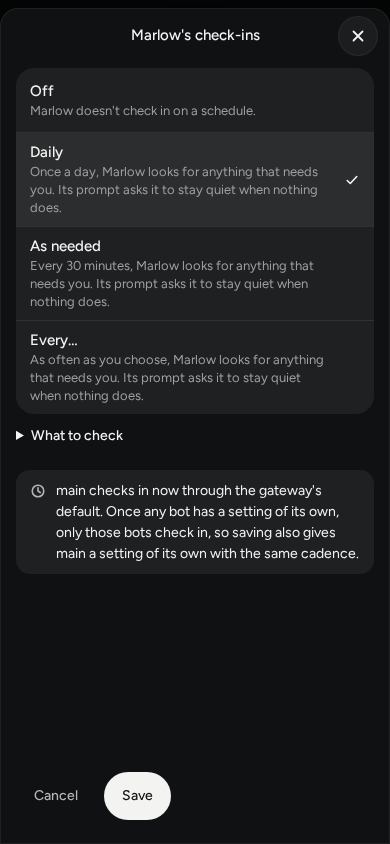 Marlow's check-ins
Off
Marlow doesn't check in on a schedule.
Daily
Once a day, Marlow looks for anything that needs
you. Its prompt asks it to stay quiet when nothing
does.
As needed
Every 30 minutes, Marlow looks for anything that
needs you. Its prompt asks it to stay quiet when
nothing does.
Every...
As often as you choose, Marlow looks for anything
that needs you. Its prompt asks it to stay quiet
when nothing does.
What to check
main checks in now through the gateway's
default. Once any bot has a setting of its own,
only those bots check in, so saving also gives
main a setting of its own with the same cadence.
Cancel
Save